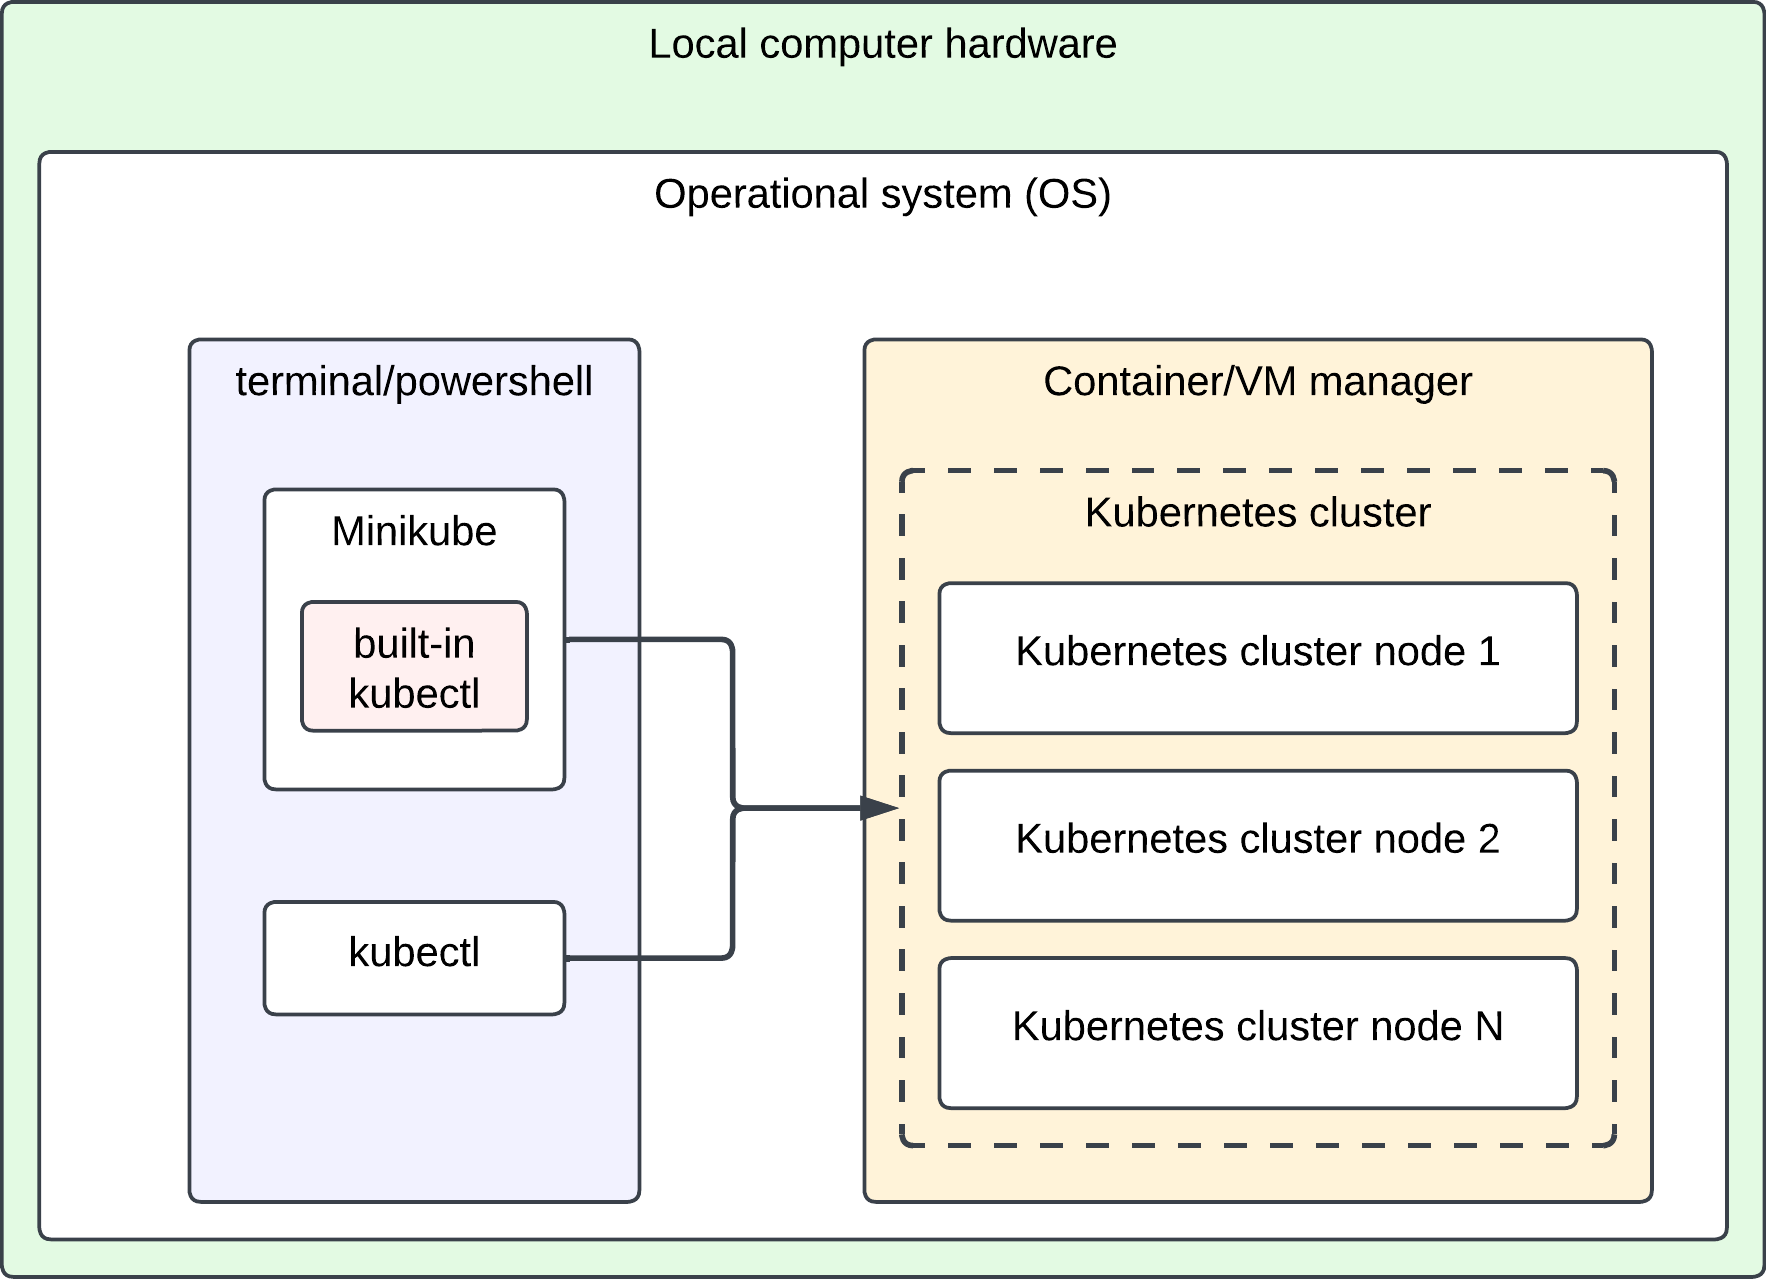 Local computer hardware
Operational system (OS)
terminal/powershell
Minikube
built-in
kubectl
kubectl
Container/VM manager
Kubernetes cluster
Kubernetes cluster node 1
Kubernetes cluster node 2
Kubernetes cluster node N